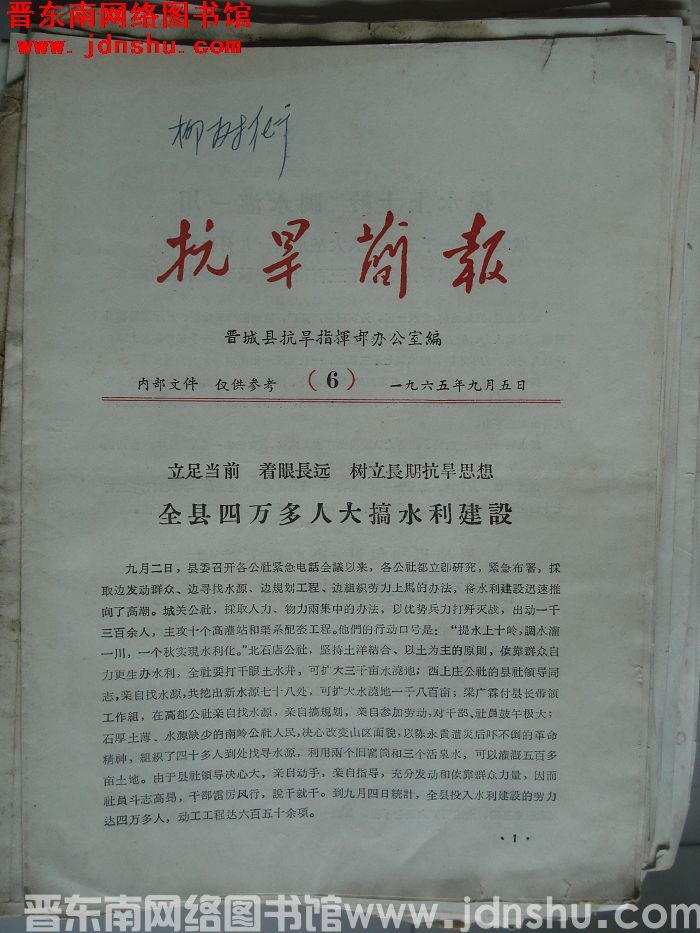 晋东南网络图书馆
www.jdnshu.com
柳树衍
抗旱简报
晋城县抗旱指揮部办公室編
内部文件 仅供参考 (6) 一九六五年九月五日
立足当前 着眼長远 树立長期抗旱思想
全县四万多人大搞水利建設
九月二日，县委召开各公社紧急电話会議以来，各公社都立即研究，紧急布署，採
取边发动群众、边寻找水源、边规划工程、边組織劳力上馬的办法，将水利建設迅速推
向了高潮。城关公社，採取人力、物力兩集中的办法，以优势兵力打歼灭战，出动一千
三百余人，主攻十个高灌站和渠系配套工程。他們的行动口号是：“提水上十岭，調水灌
一川，一个秋实現水利化。”北石店公社，坚持土洋結合、以土为主的原則，依靠群众自
力更生办水利，全社要打千眼土水井，可扩大三千亩水澆地；西上庄公社的县社領导同
志，亲自找水源，共挖出新水源七十八处，可扩大水澆地一千八百亩；梁广霖付县长带領
工作組，在高都公社亲自找水源，亲自搞规划，亲自参加劳动，对干部、社員鼓午极大；
石厚土薄、水源缺少的南岭公社人民，决心改变山区面貌，以陈永貴遭災后吓不倒的革命
精神，組织了四十多人到处找寻水源，利用兩个旧窰筒和三个活泉水，可以灌溉五百多
亩土地。由于县社領导决心大，亲自动手，亲自指导，充分发动和依靠群众力量，因而
社員斗志高昂，干部雷厉风行，說干就干。到九月四日統計，全县投入水利建設的劳力
达四万多人，动工工程达六百五十余项。
·1·
晋东南网络图书馆 www.jdnshu.com